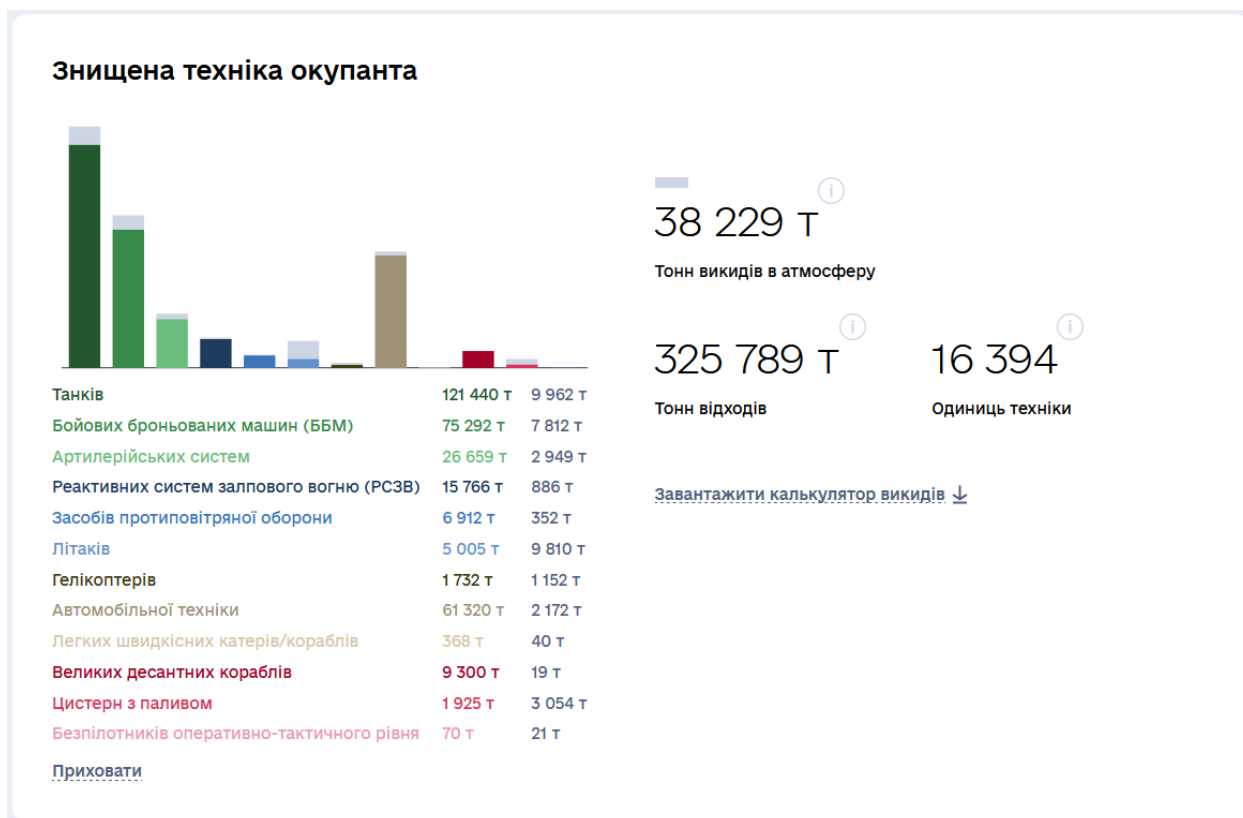 Знищена техніка окупанта
38 229 т
Тонн викидів в атмосферу
325 789 т 16 394
Тонн відходів Одиниць техніки
Завантажити калькулятор викидів
Танків 121 440 т 9 962 т
Бойових броньованих машин (ББМ) 75 292 т 7 812 т
Артилерійських систем 26 659 т 2 949 т
Реактивних систем залпового вогню (РСЗВ) 15 766 т 886 т
Засобів протиповітряної оборони 6 912 т 352 т
Літаків 5 005 т 9 810 т
Гелікоптерів 1 732 т 1 152 т
Автомобільної техніки 61 320 т 2 172 т
Легких швидкісних катерів/кораблів 368 т 40 т
Великих десантних кораблів 9 300 т 19 т
Цистерн з паливом 1 925 т 3 054 т
Безпілотників оперативно-тактичного рівня 70 т 21 т
Приховати